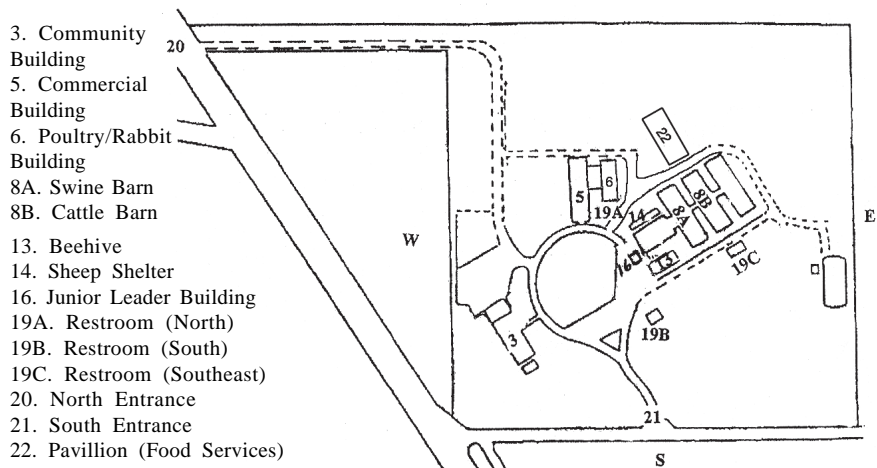 3. Community
Building
5. Commercial
Building
6. Poultry/Rabbit
Building
8A. Swine Barn
8B. Cattle Barn
13. Beehive
14. Sheep Shelter
16. Junior Leader Building
19A. Restroom (North)
19B. Restroom (South)
19C. Restroom (Southeast)
20. North Entrance
21. South Entrance
22. Pavillion (Food Services)
20
22
5
6
19A
14
8A
8B
W
E
16
13
19C
3
19B
21
S